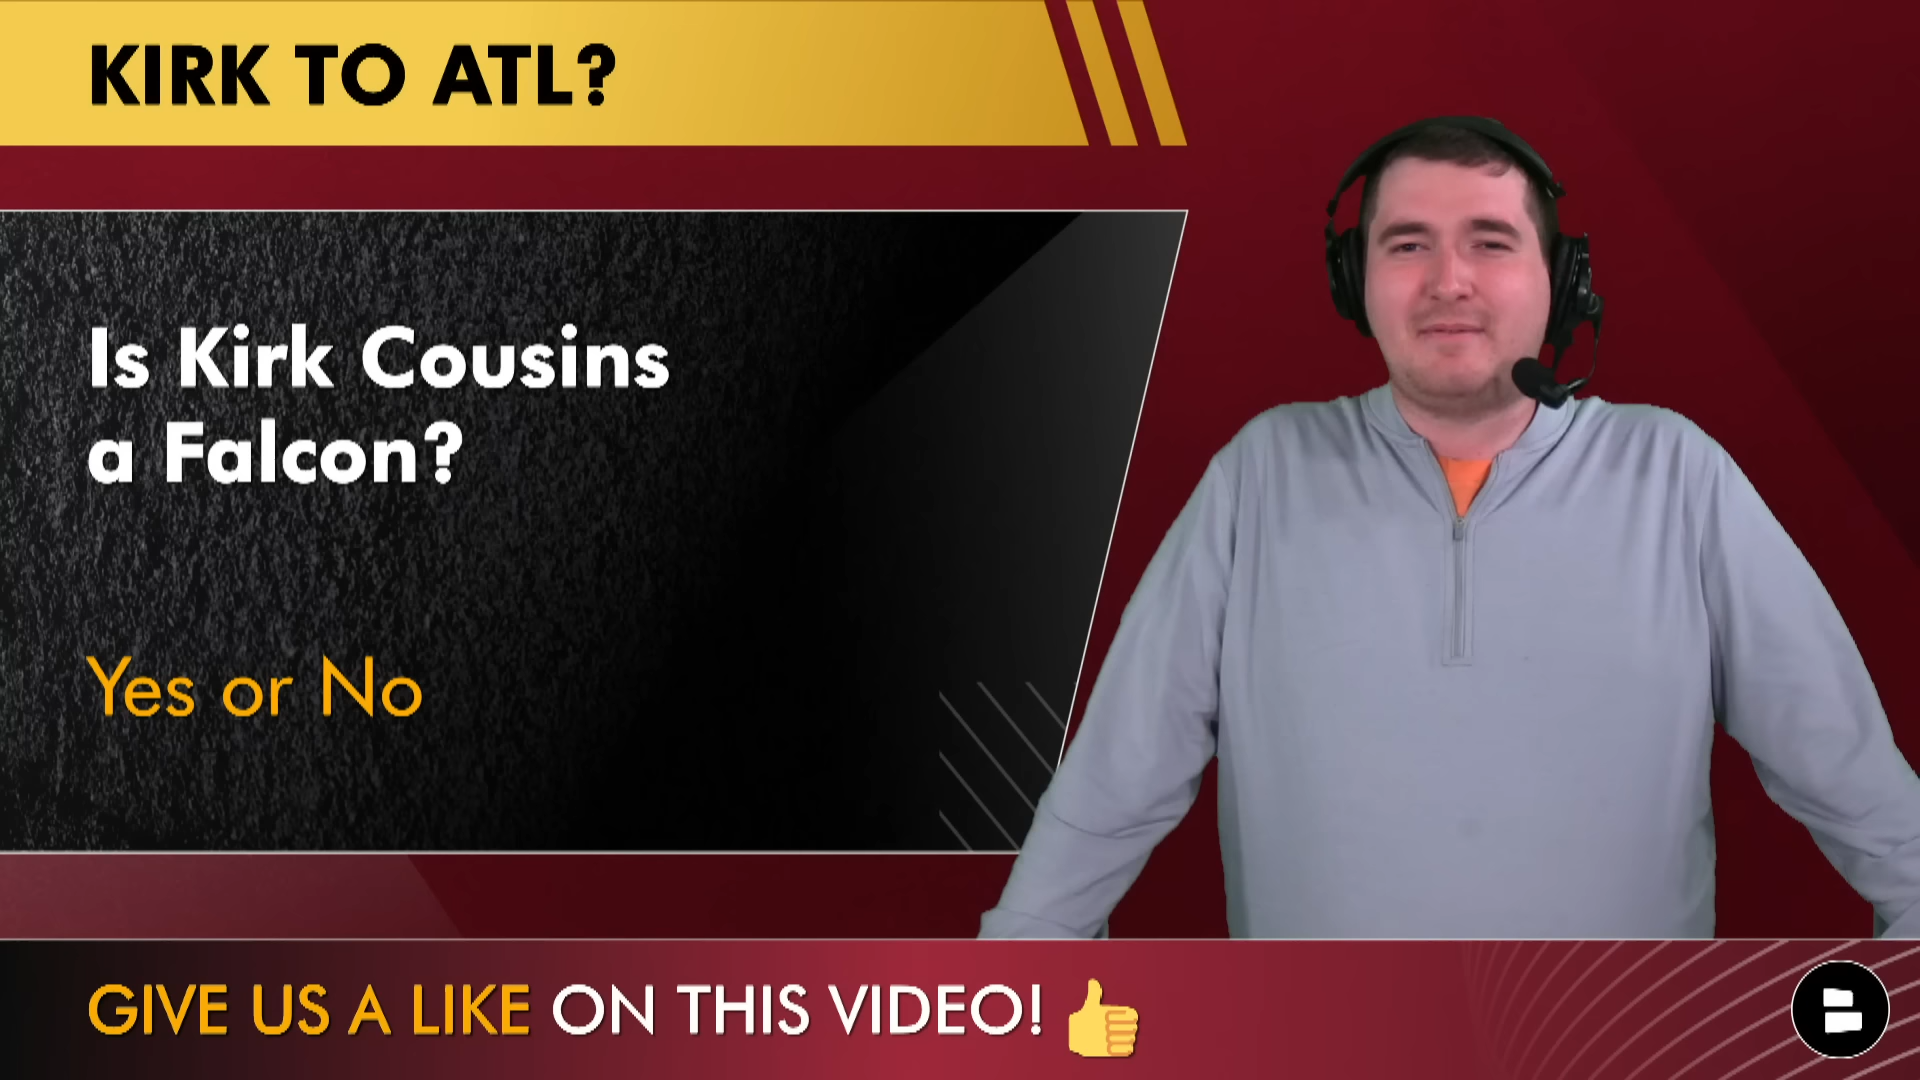 KIRK TO ATL?
Is Kirk Cousins
a Falcon?
Yes or No
GIVE US A LIKE ON THIS VIDEO!